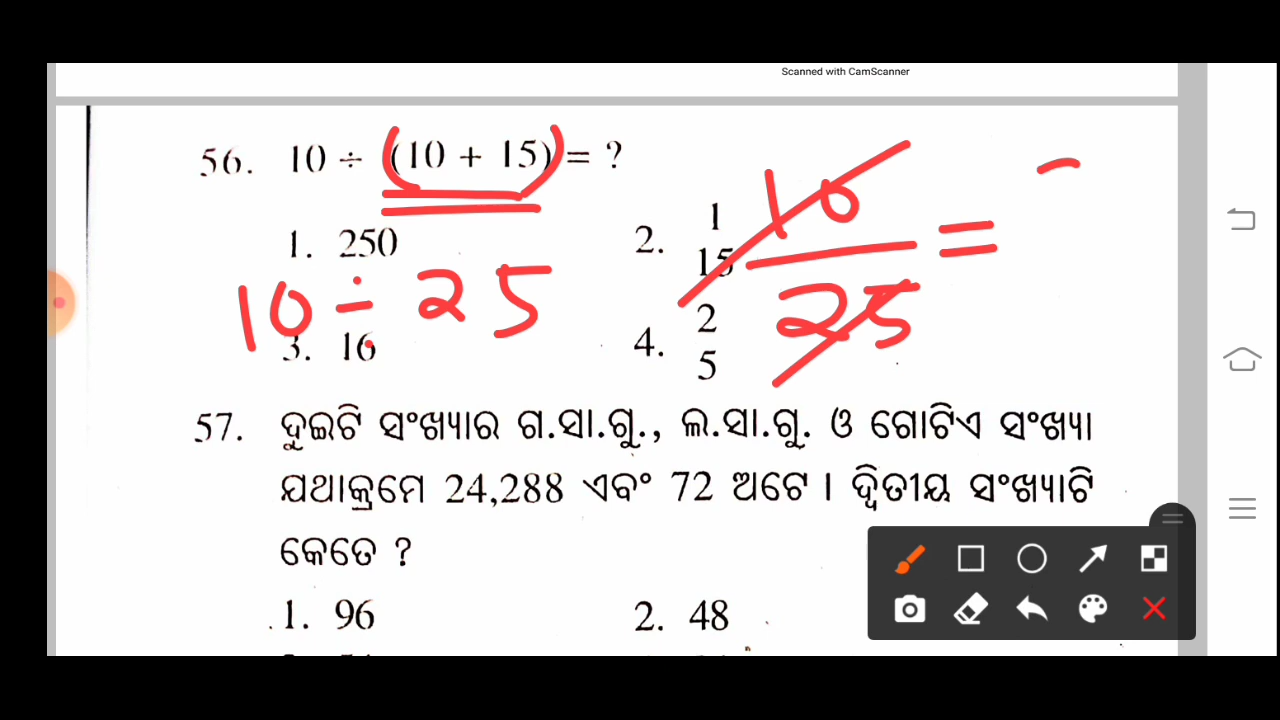 Scanned with CamScanner
56. 10 ÷ (10 + 15) = ?
1. 250
2. 1/15
10/25 =
10 ÷ 25
3. 16
4. 2/5
57. ଦୁଇଟି ସଂଖ୍ୟାର ଗ.ସା.ଗୁ., ଲ.ସା.ଗୁ. ଓ ଗୋଟିଏ ସଂଖ୍ୟା
ଯଥାକ୍ରମେ 24,288 ଏବଂ 72 ଅଟେ । ଦ୍ଵିତୀୟ ସଂଖ୍ୟାଟି
କେତେ ?
1. 96
2. 48